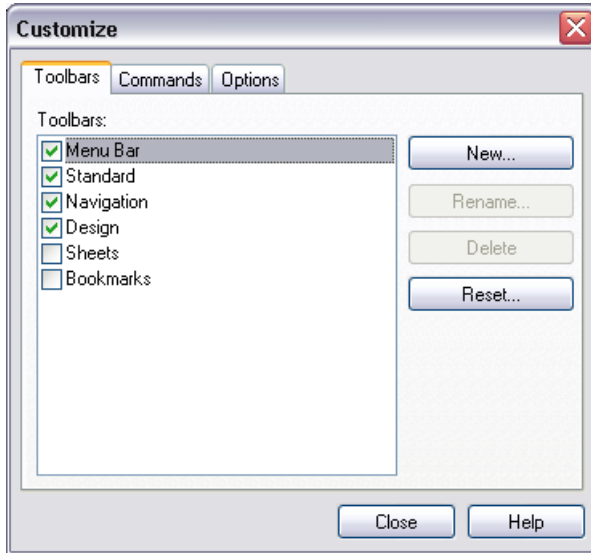 Customize
Toolbars Commands Options
Toolbars:
Menu Bar
Standard
Navigation
Design
Sheets
Bookmarks
New...
Rename...
Delete
Reset...
Close Help